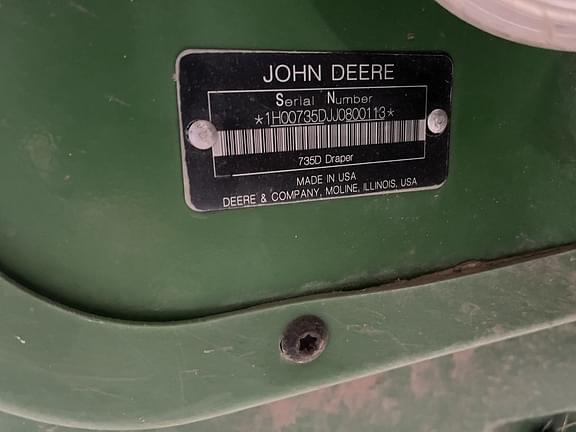 JOHN DEERE
Serial Number
*1H00735DJJ0800113*
735D Draper
MADE IN USA
DEERE & COMPANY, MOLINE, ILLINOIS, USA